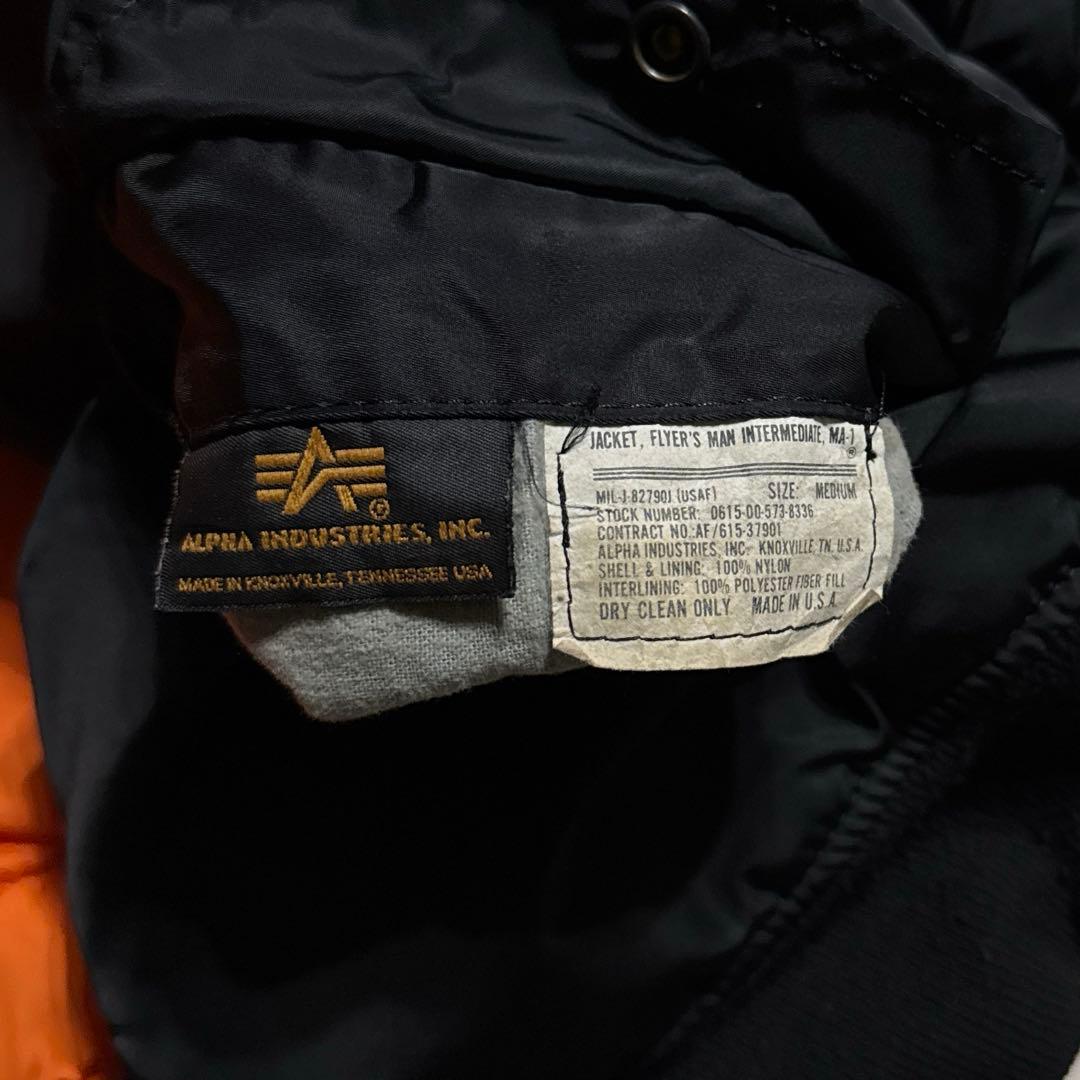 ALPHA INDUSTRIES, INC.
MADE IN KNOXVILLE, TENNESSEE USA
JACKET, FLYER'S MAN INTERMEDIATE, MA-1
®
MIL-J-82790J (USAF) SIZE: MEDIUM
STOCK NUMBER: 0615-00-573-8336
CONTRACT NO.AF/615-37901
ALPHA INDUSTRIES, INC. KNOXVILLE, TN. U.S.A.
SHELL & LINING: 100% NYLON
INTERLINING: 100% POLYESTER FIBER FILL
DRY CLEAN ONLY MADE IN U.S.A.